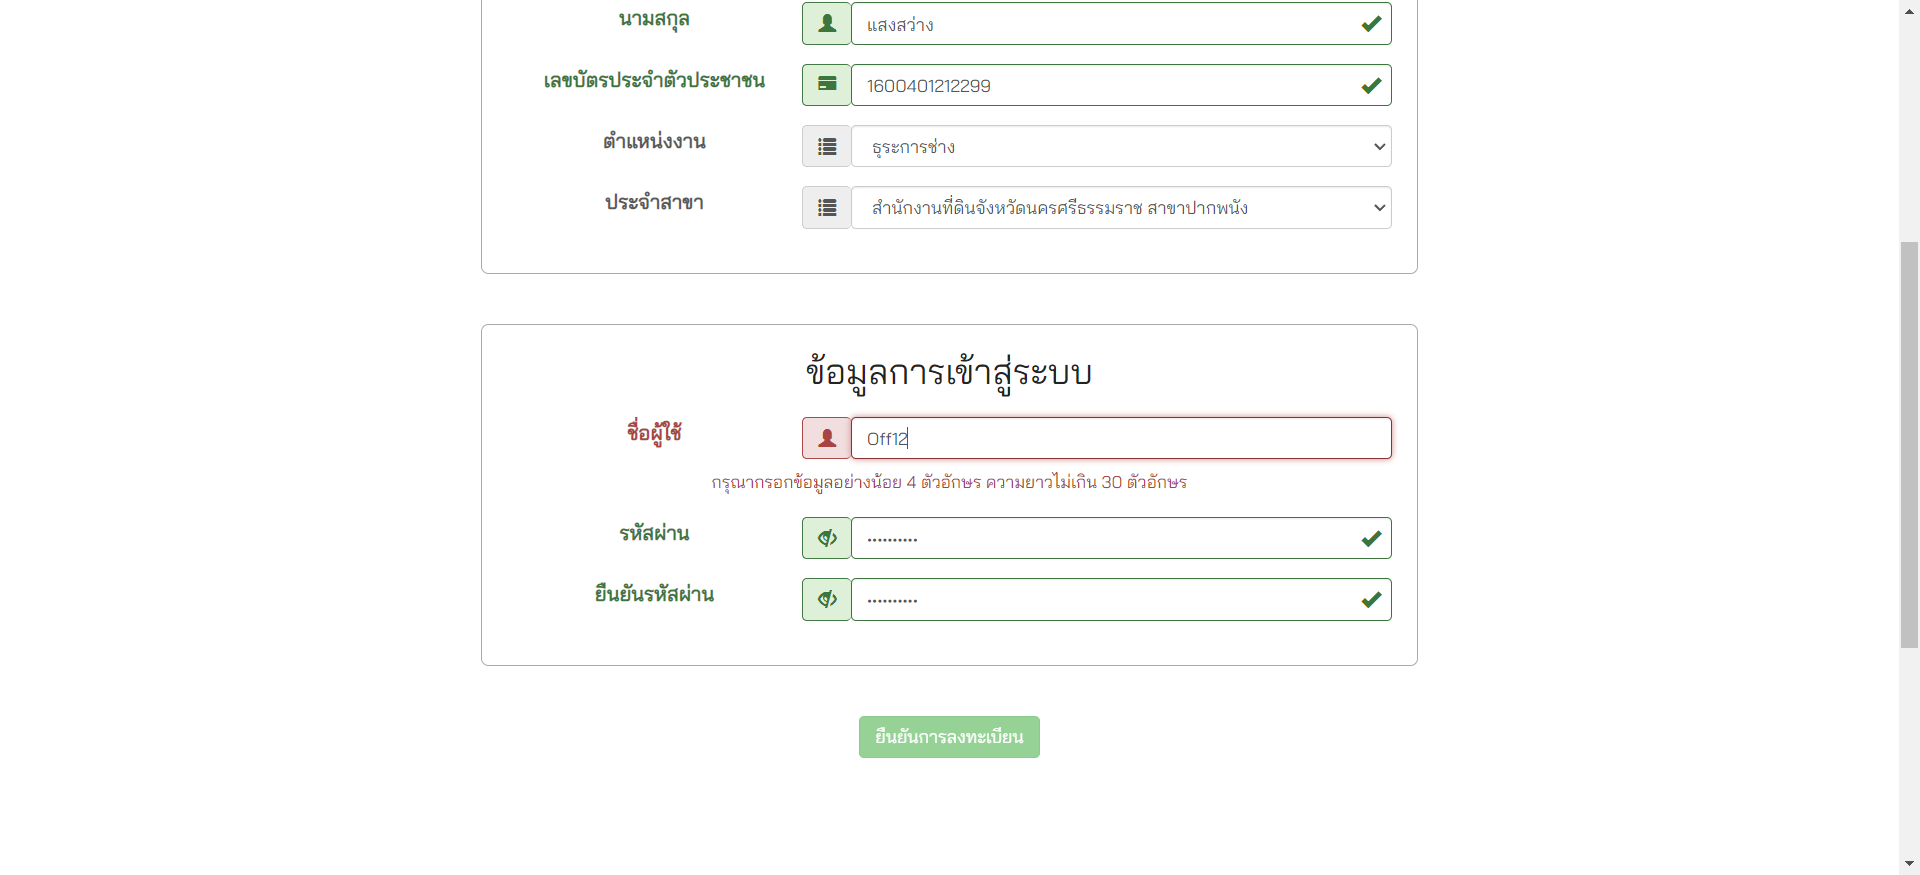 นามสกุล
แสงสว่าง
เลขบัตรประจำตัวประชาชน
1600401212299
ตำแหน่งงาน
ธุระการช่าง
ประจำสาขา
สำนักงานที่ดินจังหวัดนครศรีธรรมราช สาขาปากพนัง
ข้อมูลการเข้าสู่ระบบ
ชื่อผู้ใช้
Off12
กรุณากรอกข้อมูลอย่างน้อย 4 ตัวอักษร ความยาวไม่เกิน 30 ตัวอักษร
รหัสผ่าน
••••••••••
ยืนยันรหัสผ่าน
••••••••••
ยืนยันการลงทะเบียน